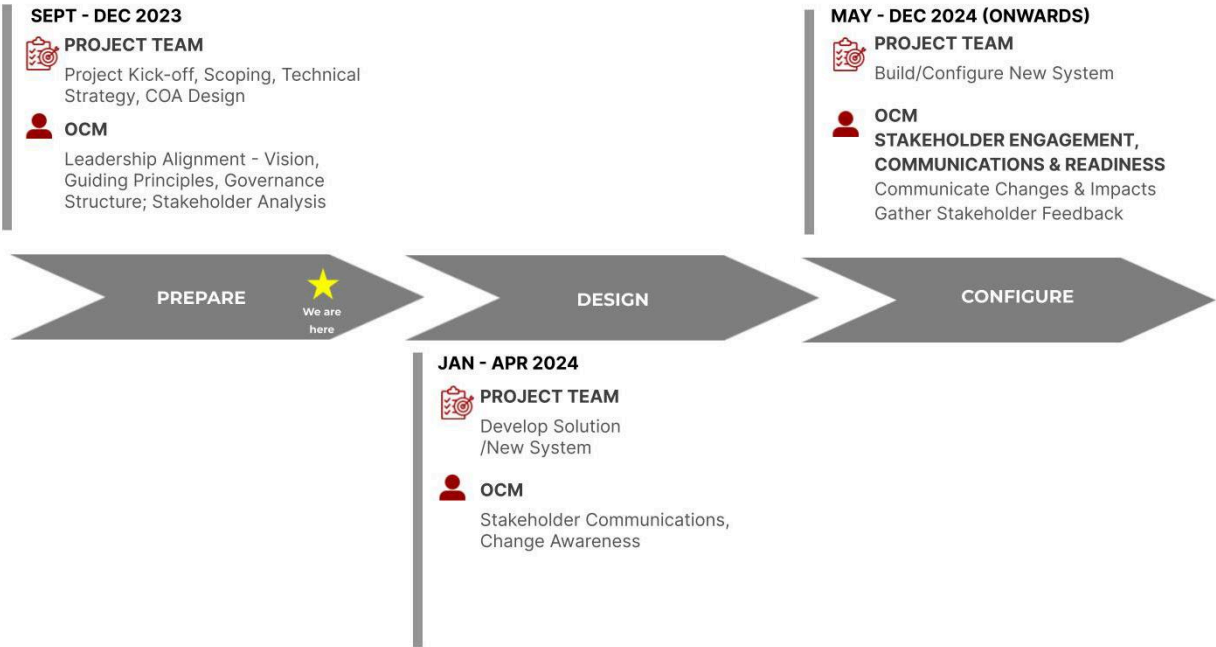 SEPT - DEC 2023
PROJECT TEAM
Project Kick-off, Scoping, Technical
Strategy, COA Design
OCM
Leadership Alignment - Vision,
Guiding Principles, Governance
Structure; Stakeholder Analysis
MAY - DEC 2024 (ONWARDS)
PROJECT TEAM
Build/Configure New System
OCM
STAKEHOLDER ENGAGEMENT,
COMMUNICATIONS & READINESS
Communicate Changes & Impacts
Gather Stakeholder Feedback
PREPARE
We are
here
DESIGN
CONFIGURE
JAN - APR 2024
PROJECT TEAM
Develop Solution
/New System
OCM
Stakeholder Communications,
Change Awareness